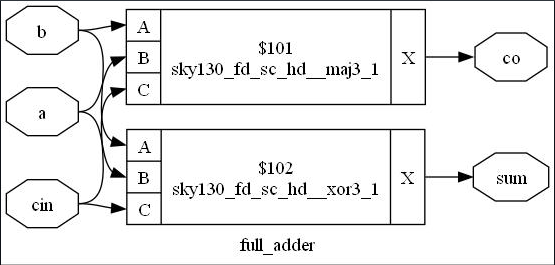 b
a
cin
A
B
C
$101
sky130_fd_sc_hd__maj3_1
X
co
A
B
C
$102
sky130_fd_sc_hd__xor3_1
X
sum
full_adder